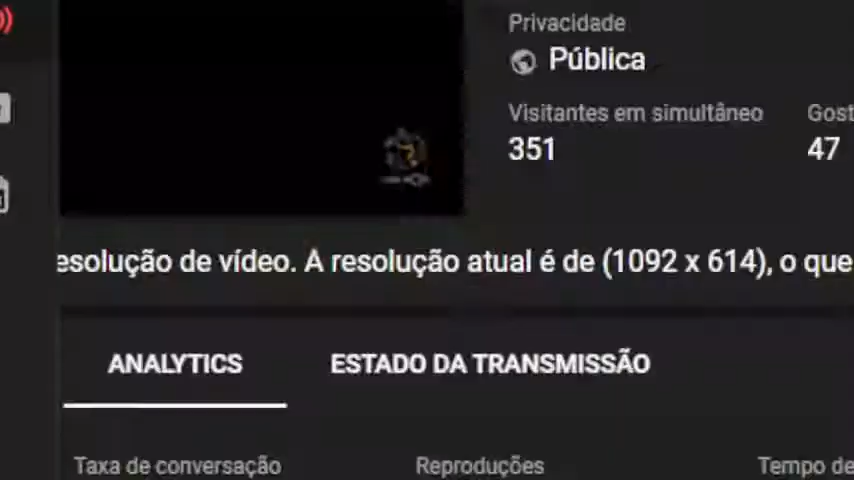 Privacidade
Pública
Visitantes em simultâneo Gost
351 47
esolução de vídeo. A resolução atual é de (1092 x 614), o que
ANALYTICS ESTADO DA TRANSMISSÃO
Taxa de conversação Reproduções Tempo de